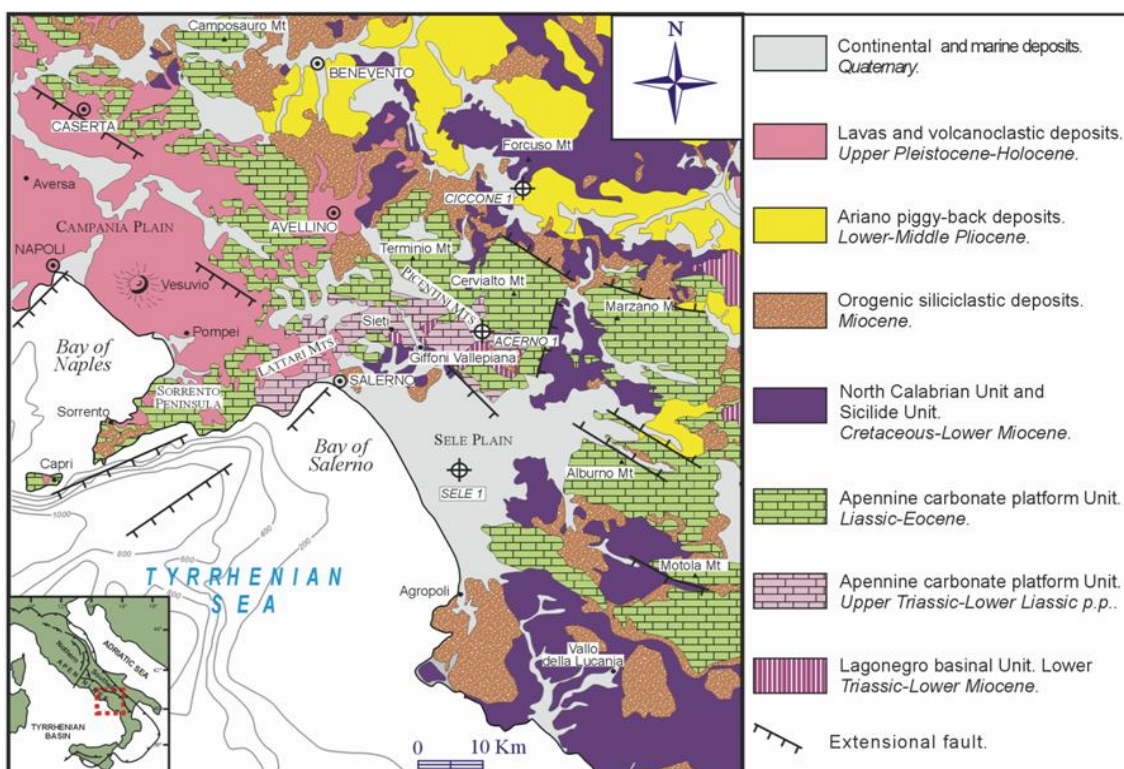 Camposauro Mt
N
BENEVENTO
CASERTA
Forcuso Mt
Aversa
CICCONE 1
CAMPANIA PLAIN
AVELLINO
NAPOLI
Terminio Mt
Vesuvio
PICENTINI MTS
Cervialto Mt
Marzano M
Pompei
Sieti
ACERNO 1
Bay of
Naples
LATTARI MTS
Giffoni Vallepiana
SALERNO
SORRENTO
PENINSULA
Sorrento
SELE PLAIN
Bay of
Salerno
Capri
Alburno Mt
SELE 1
1000
800
600
400
200
TYRRHENIAN
SEA
Motola Mt
Agropoli
Vallo
della Lucania
ADRIATIC SEA
Northern
APENN
TYRRHENIAN
BASIN
0 10 Km
Continental and marine deposits.
Quaternary.
Lavas and volcanoclastic deposits.
Upper Pleistocene-Holocene.
Ariano piggy-back deposits.
Lower-Middle Pliocene.
Orogenic siliciclastic deposits.
Miocene.
North Calabrian Unit and
Sicilide Unit.
Cretaceous-Lower Miocene.
Apennine carbonate platform Unit.
Liassic-Eocene.
Apennine carbonate platform Unit.
Upper Triassic-Lower Liassic p.p..
Lagonegro basinal Unit. Lower
Triassic-Lower Miocene.
Extensional fault.